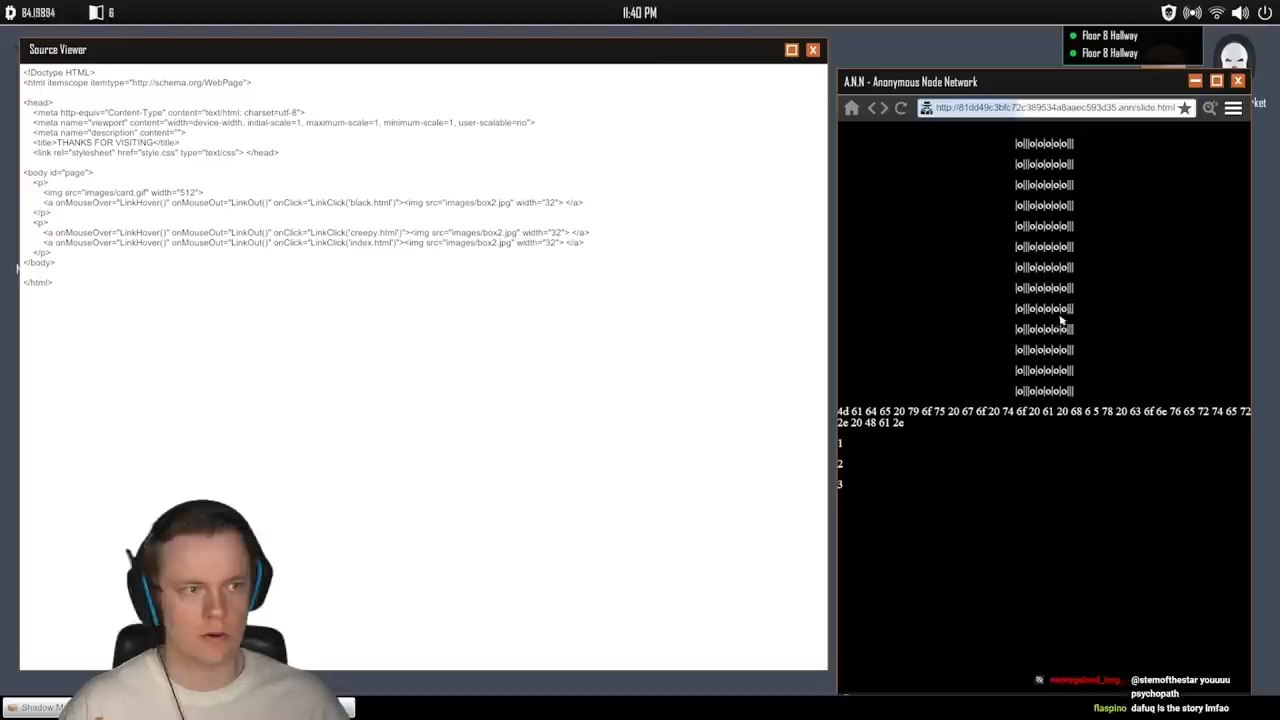 84.19894
6
11:40 PM
Floor 8 Hallway
Floor 8 Hallway
Source Viewer
<!Doctype HTML>
<html itemscope itemtype="http://schema.org/WebPage">
<head>
<meta http-equiv="Content-Type" content="text/html: charset=utf-8">
<meta name="viewport" content="width=device-width, initial-scale=1, maximum-scale=1, minimum-scale=1, user-scalable=no">
<meta name="description" content="">
<title>THANKS FOR VISITING</title>
<link rel="stylesheet" href="style.css" type="text/css"> </head>
<body id="page">
<p>
<img src="images/card.gif" width="512">
<a onMouseOver="LinkHover()" onMouseOut="LinkOut()" onClick="LinkClick('black.html')"><img src="images/box2.jpg" width="32"> </a>
</p>
<p>
<a onMouseOver="LinkHover()" onMouseOut="LinkOut()" onClick="LinkClick('creepy.html')"><img src="images/box2.jpg" width="32"> </a>
<a onMouseOver="LinkHover()" onMouseOut="LinkOut()" onClick="LinkClick('index.html')"><img src="images/box2.jpg" width="32"> </a>
</p>
</body>
</html>
A.N.N - Anonymous Node Network
http://81dd49c3bfc72c389534a8aaec593d35.ann/slide.html
|o|||o|o|o|o|o|||
|o|||o|o|o|o|o|||
|o|||o|o|o|o|o|||
|o|||o|o|o|o|o|||
|o|||o|o|o|o|o|||
|o|||o|o|o|o|o|||
|o|||o|o|o|o|o|||
|o|||o|o|o|o|o|||
|o|||o|o|o|o|o|||
|o|||o|o|o|o|o|||
|o|||o|o|o|o|o|||
|o|||o|o|o|o|o|||
|o|||o|o|o|o|o|||
4d 61 64 65 20 79 6f 75 20 67 6f 20 74 6f 20 61 20 68 6 5 78 20 63 6f 6e 76 65 72 74 65 72
2e 20 48 61 2e
1
2
3
@stemofthestar youuuu
psychopath
flaspino dafuq is the story lmfao